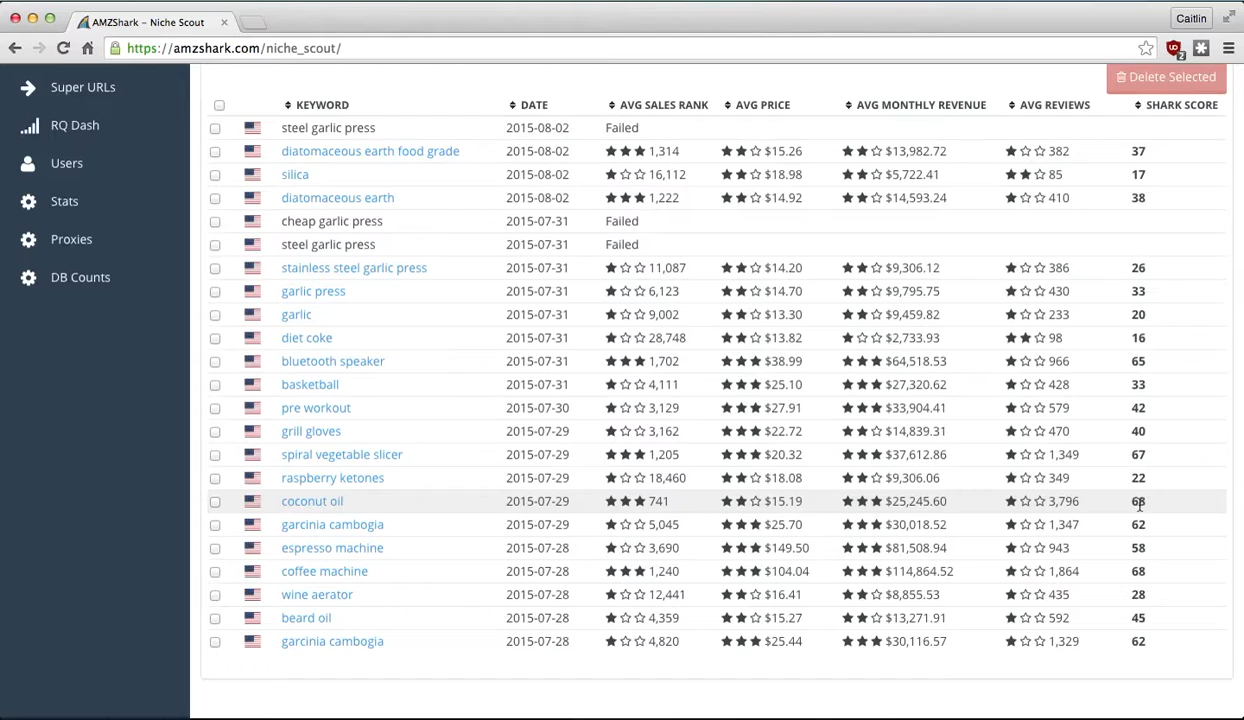 AMZShark – Niche Scout
Caitlin
https://amzshark.com/niche_scout/
2
Super URLs
RQ Dash
Users
Stats
Proxies
DB Counts
Delete Selected
KEYWORD DATE AVG SALES RANK AVG PRICE AVG MONTHLY REVENUE AVG REVIEWS SHARK SCORE
steel garlic press 2015-08-02 Failed
diatomaceous earth food grade 2015-08-02 1,314 $15.26 $13,982.72 382 37
silica 2015-08-02 16,112 $18.98 $5,722.41 85 17
diatomaceous earth 2015-08-02 1,222 $14.92 $14,593.24 410 38
cheap garlic press 2015-07-31 Failed
steel garlic press 2015-07-31 Failed
stainless steel garlic press 2015-07-31 11,087 $14.20 $9,306.12 386 26
garlic press 2015-07-31 6,123 $14.70 $9,795.75 430 33
garlic 2015-07-31 9,002 $13.30 $9,459.82 233 20
diet coke 2015-07-31 28,748 $13.82 $2,733.93 98 16
bluetooth speaker 2015-07-31 1,702 $38.99 $64,518.53 966 65
basketball 2015-07-31 4,111 $25.10 $27,320.62 428 33
pre workout 2015-07-30 3,129 $27.91 $33,904.41 579 42
grill gloves 2015-07-29 3,162 $22.72 $14,839.31 470 40
spiral vegetable slicer 2015-07-29 1,205 $20.32 $37,612.86 1,349 67
raspberry ketones 2015-07-29 18,460 $18.08 $9,306.06 349 22
coconut oil 2015-07-29 741 $15.19 $25,245.60 3,796 68
garcinia cambogia 2015-07-29 5,045 $25.70 $30,018.52 1,347 62
espresso machine 2015-07-28 3,690 $149.50 $81,508.94 943 58
coffee machine 2015-07-28 1,240 $104.04 $114,864.52 1,864 68
wine aerator 2015-07-28 12,441 $16.41 $8,855.53 435 28
beard oil 2015-07-28 4,359 $15.27 $13,271.91 592 45
garcinia cambogia 2015-07-28 4,820 $25.44 $30,116.57 1,329 62